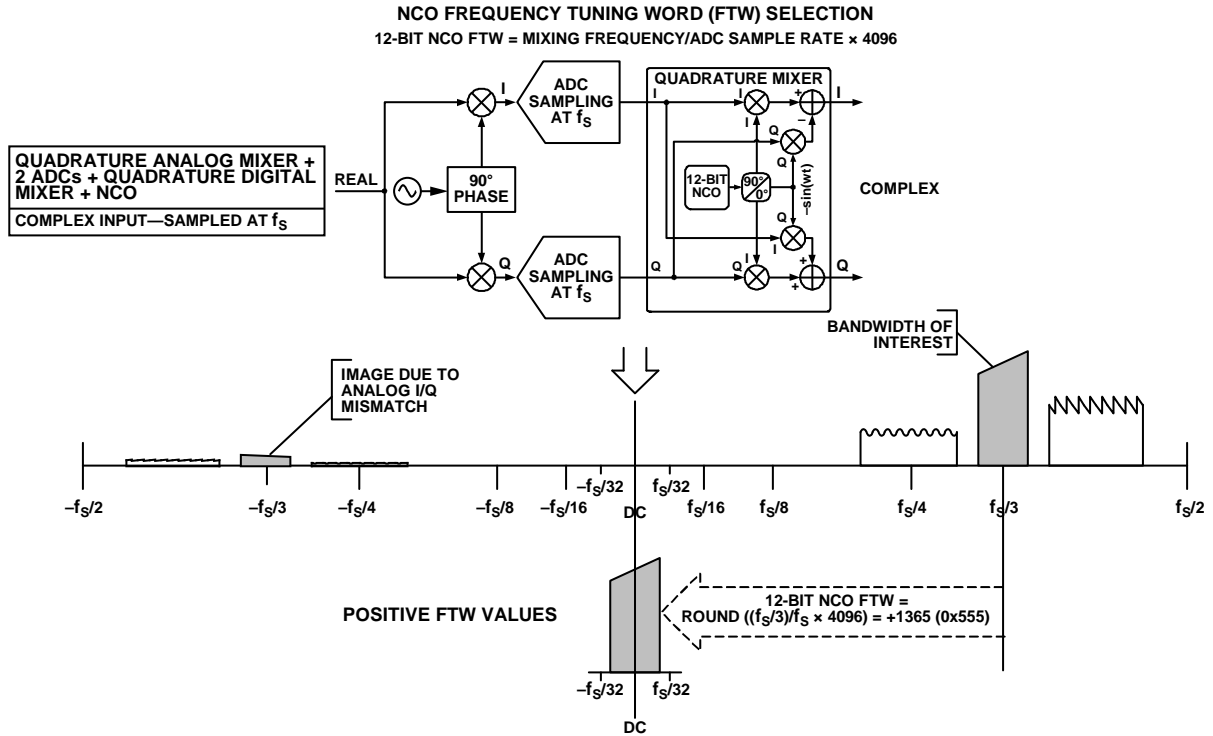 NCO FREQUENCY TUNING WORD (FTW) SELECTION
12-BIT NCO FTW = MIXING FREQUENCY/ADC SAMPLE RATE × 4096
QUADRATURE ANALOG MIXER +
2 ADCs + QUADRATURE DIGITAL
MIXER + NCO
COMPLEX INPUT—SAMPLED AT fS
REAL
90°
PHASE
I
Q
ADC
SAMPLING
AT fS
ADC
SAMPLING
AT fS
I
Q
QUADRATURE MIXER
I
I
Q
Q
12-BIT
NCO
90°
0°
–sin(wt)
Q
I
I
Q
+
–
+
+
I
Q
COMPLEX
BANDWIDTH OF
INTEREST
IMAGE DUE TO
ANALOG I/Q
MISMATCH
–fS/2
–fS/3
–fS/4
–fS/8
–fS/16
–fS/32
DC
fS/32
fS/16
fS/8
fS/4
fS/3
fS/2
POSITIVE FTW VALUES
12-BIT NCO FTW =
ROUND ((fS/3)/fS × 4096) = +1365 (0x555)
–fS/32
fS/32
DC